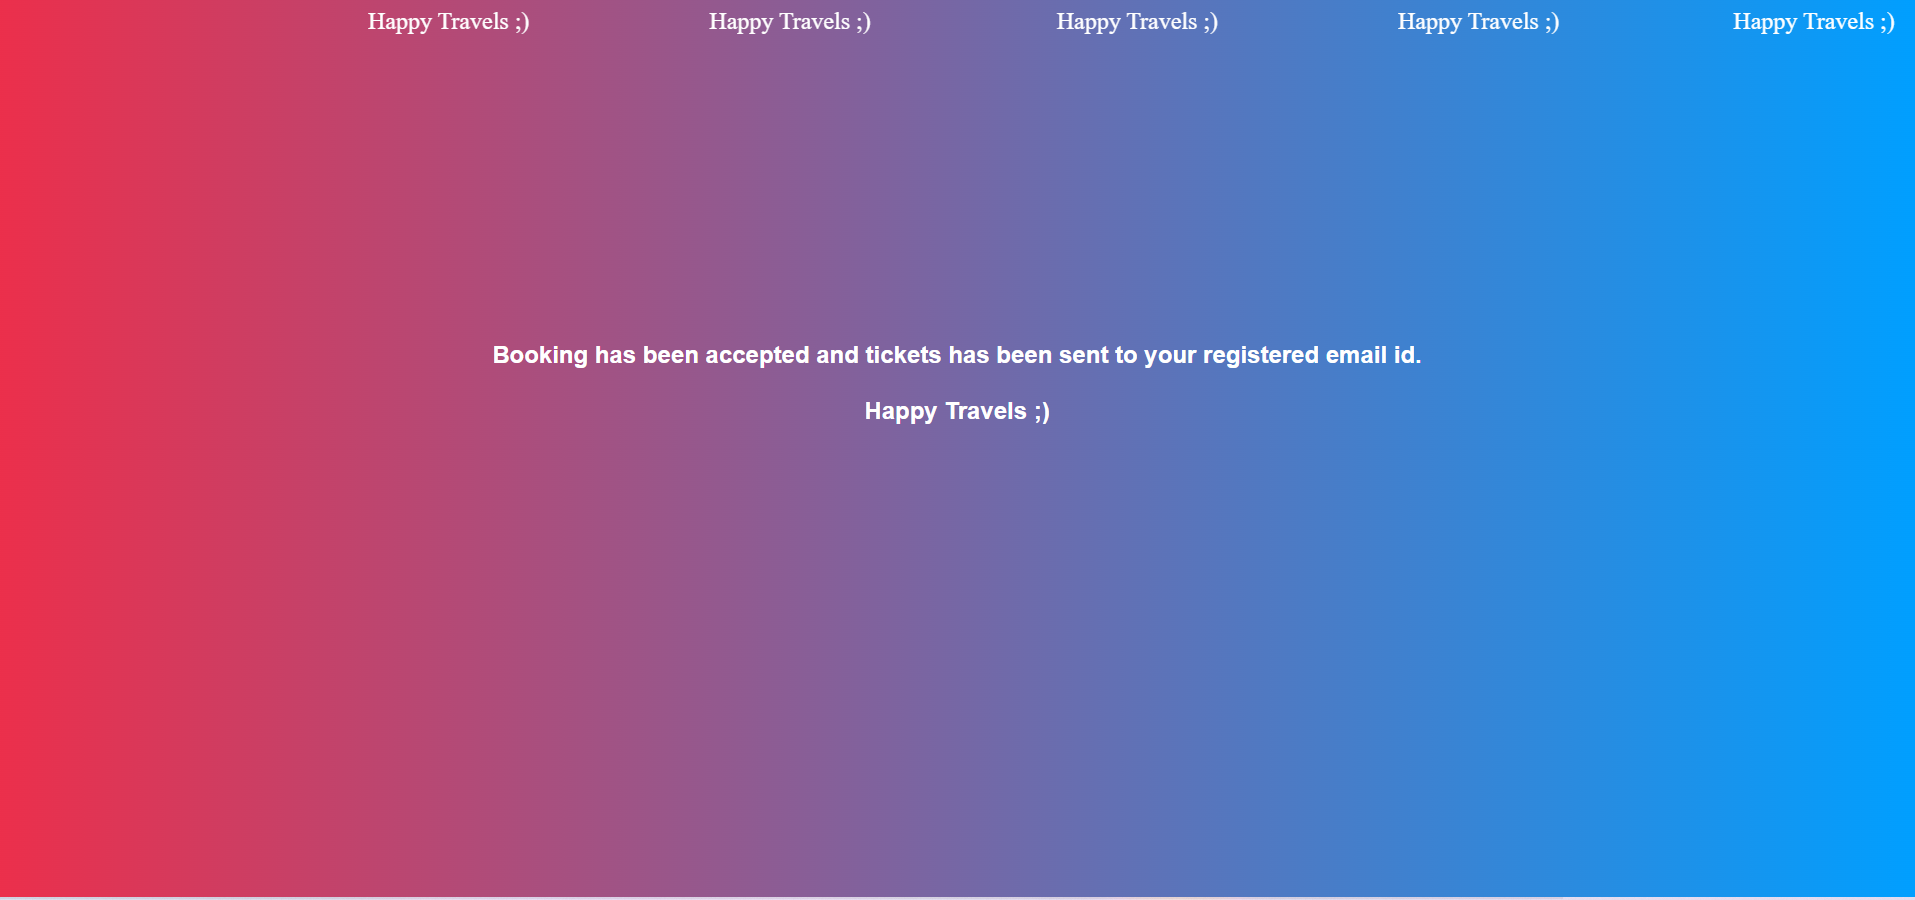 Happy Travels ;) Happy Travels ;) Happy Travels ;) Happy Travels ;) Happy Travels ;)
Booking has been accepted and tickets has been sent to your registered email id.
Happy Travels ;)